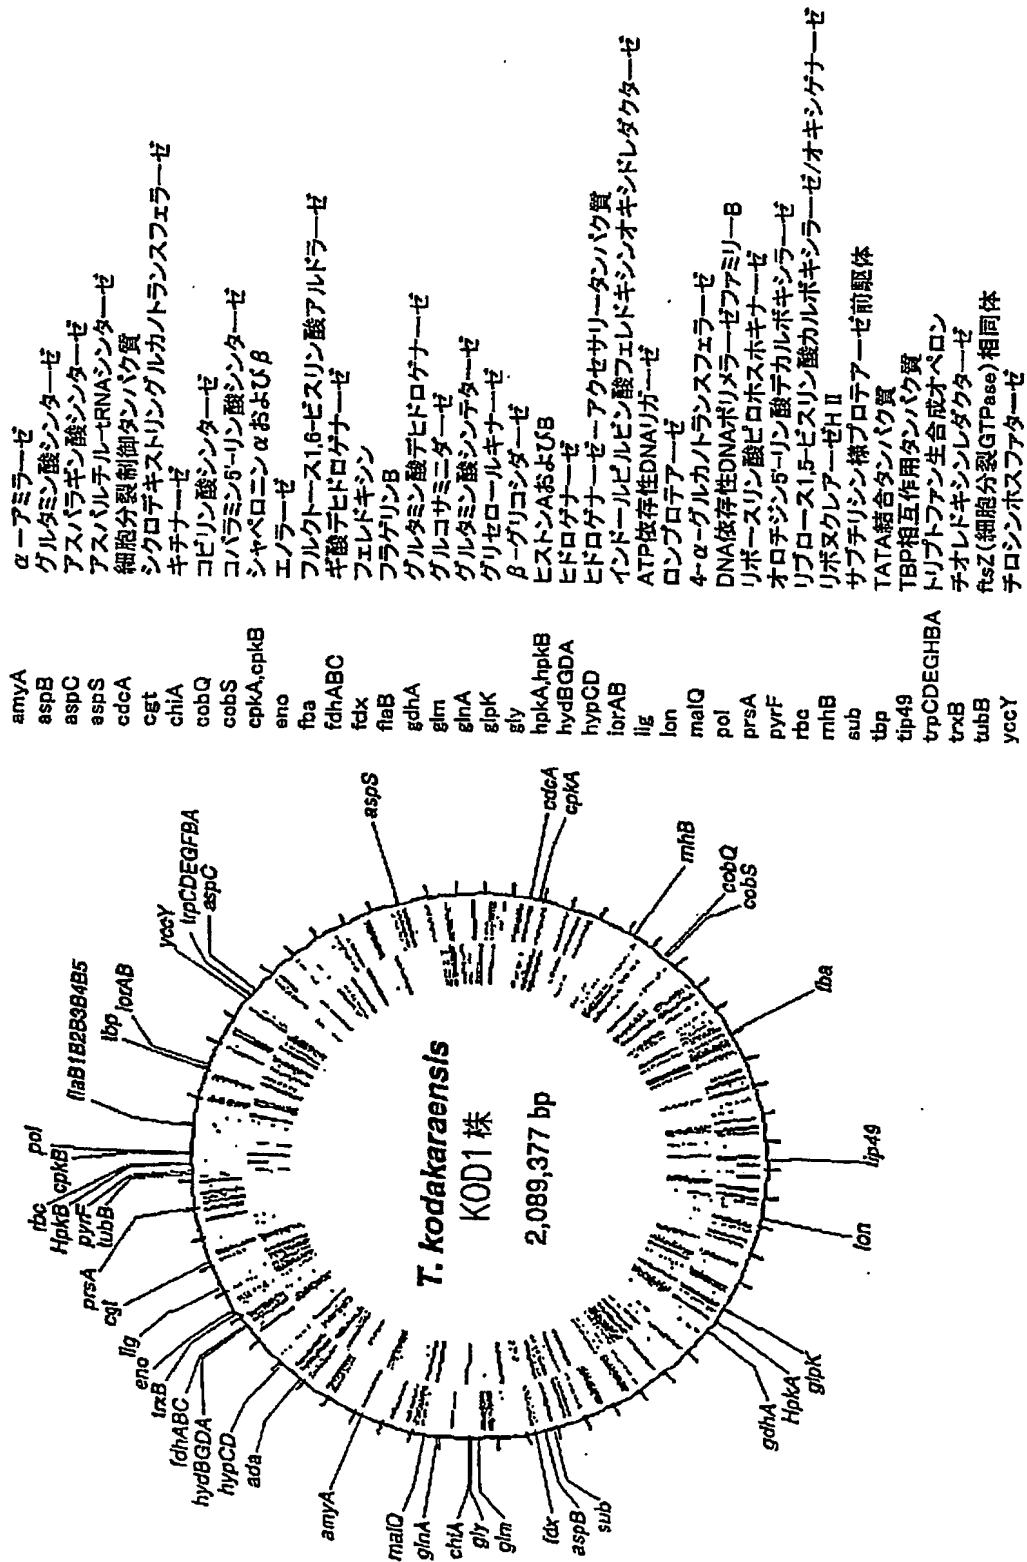 T. kodakaraensis
KOD1 株
2,089,377 bp
pol
cpkB
rbc
HpkB
pyrF
tubB
prsA
cgt
lig
eno
trxB
fdhABC
hydBGDA
hypCD
ada
amyA
malQ
glnA
chiA
gly
glm
fdx
aspB
sub
gdhA
HpkA
glpK
lon
tip49
fba
cobS
cobQ
rnhB
cpkA
cdcA
aspS
aspC
trpCDEGFBA
yccY
iorAB
tbp
flaB1B2B3B4B5
amyA α－アミラーゼ
aspB グルタミン酸シンターゼ
aspC アスパラギン酸シンターゼ
aspS アスパルチル-tRNAシンターゼ
cdcA 細胞分裂制御タンパク質
cgt シクロデキストリングルカノトランスフェラーゼ
chiA キチナーゼ
cobQ コビリン酸シンターゼ
cobS コバラミン5'-リン酸シンターゼ
cpkA,cpkB シャペロニンαおよびβ
eno エノラーゼ
fba フルクトース1,6-ビスリン酸アルドラーゼ
fdhABC ギ酸デヒドロゲナーゼ
fdx フェレドキシン
flaB フラゲリンB
gdhA グルタミン酸デヒドロゲナーゼ
glm グルコサミニダーゼ
glnA グルタミン酸シンテターゼ
glpK グリセロールキナーゼ
gly β-グリコシダーゼ
hpkA,hpkB ヒストンAおよびB
hydBGDA ヒドロゲナーゼ
hypCD ヒドロゲナーゼーアクセサリータンパク質
iorAB インドールピルビン酸フェレドキシンオキシドレダクターゼ
lig ATP依存性DNAリガーゼ
lon ロンプロテアーゼ
malQ 4-α-グルカノトランスフェラーゼ
pol DNA依存性DNAポリメラーゼファミリーB
prsA リボースリン酸ピロホスホキナーゼ
pyrF オロチジン5'-リン酸デカルボキシラーゼ
rbc リブロース1,5-ビスリン酸カルボキシラーゼ/オキシゲナーゼ
rnhB リボヌクレアーゼHⅡ
sub サブチリシン様プロテアーゼ前駆体
tbp TATA結合タンパク質
tip49 TBP相互作用タンパク質
trpCDEGHBA トリプトファン生合成オペロン
trxB チオレドキシンレダクターゼ
tubB ftsZ(細胞分裂GTPase)相同体
yccY チロシンホスファターゼ